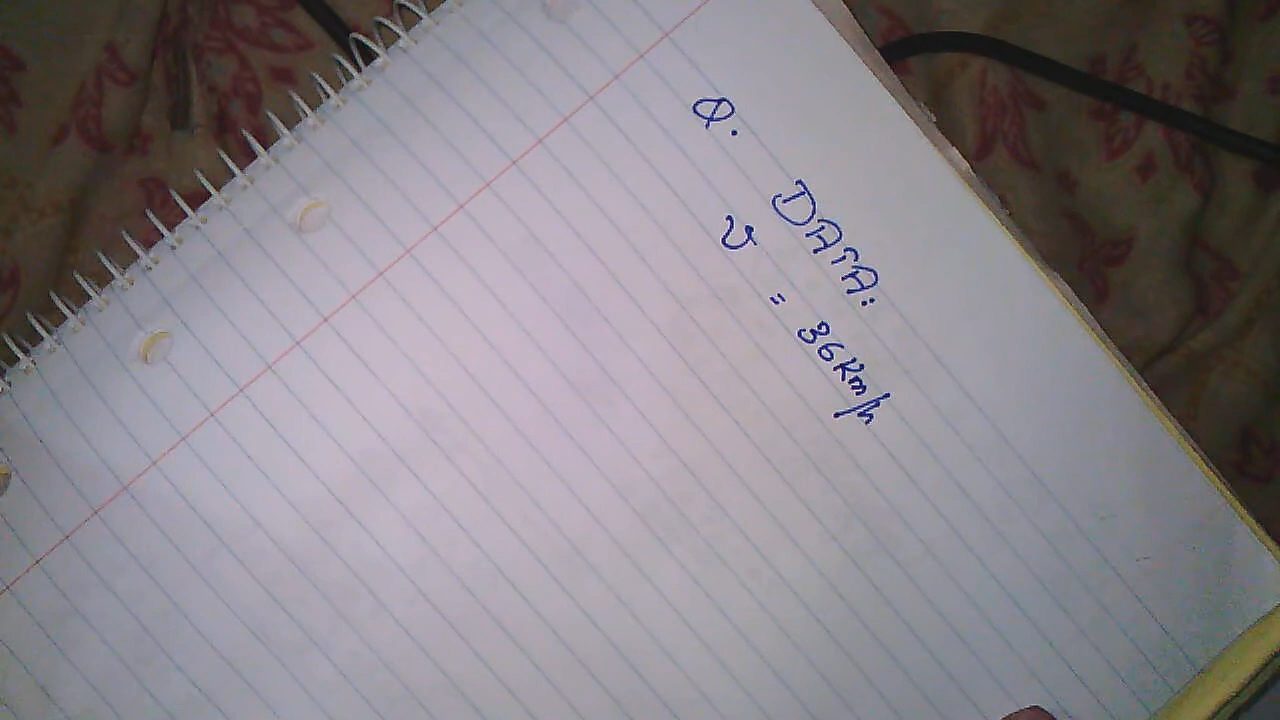 Q. DATA:
v = 36Km/h